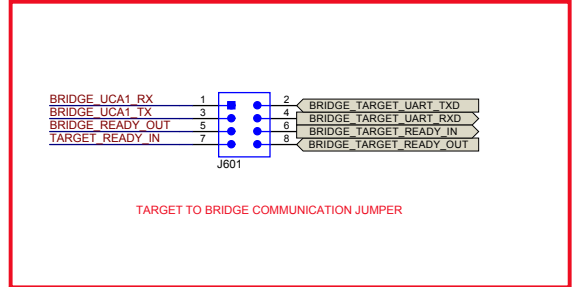 BRIDGE_UCA1_RX 1 2 BRIDGE_TARGET_UART_TXD
BRIDGE_UCA1_TX 3 4 BRIDGE_TARGET_UART_RXD
BRIDGE_READY_OUT 5 6 BRIDGE_TARGET_READY_IN
TARGET_READY_IN 7 8 BRIDGE_TARGET_READY_OUT
J601
TARGET TO BRIDGE COMMUNICATION JUMPER